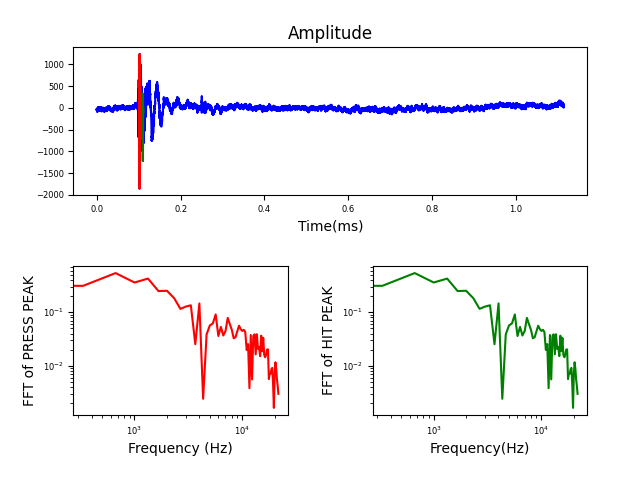 Amplitude
1000
500
0
−500
−1000
−1500
−2000
0.0 0.2 0.4 0.6 0.8 1.0
Time(ms)
FFT of PRESS PEAK
10⁻¹
10⁻²
10³ 10⁴
Frequency (Hz)
FFT of HIT PEAK
10⁻¹
10⁻²
10³ 10⁴
Frequency(Hz)